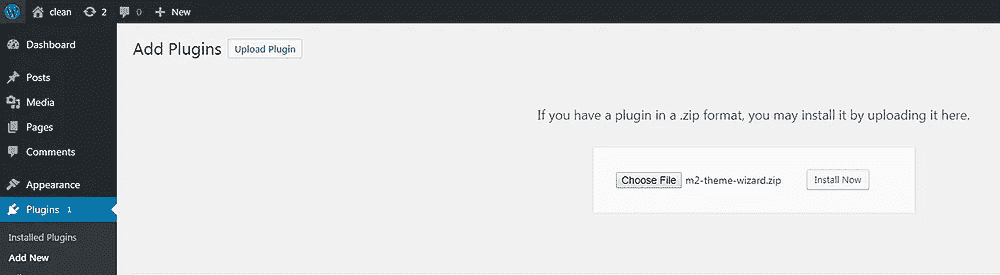 clean 2 0 New
Dashboard
Posts
Media
Pages
Comments
Appearance
Plugins 1
Installed Plugins
Add New
Add Plugins Upload Plugin
If you have a plugin in a .zip format, you may install it by uploading it here.
Choose File m2-theme-wizard.zip Install Now